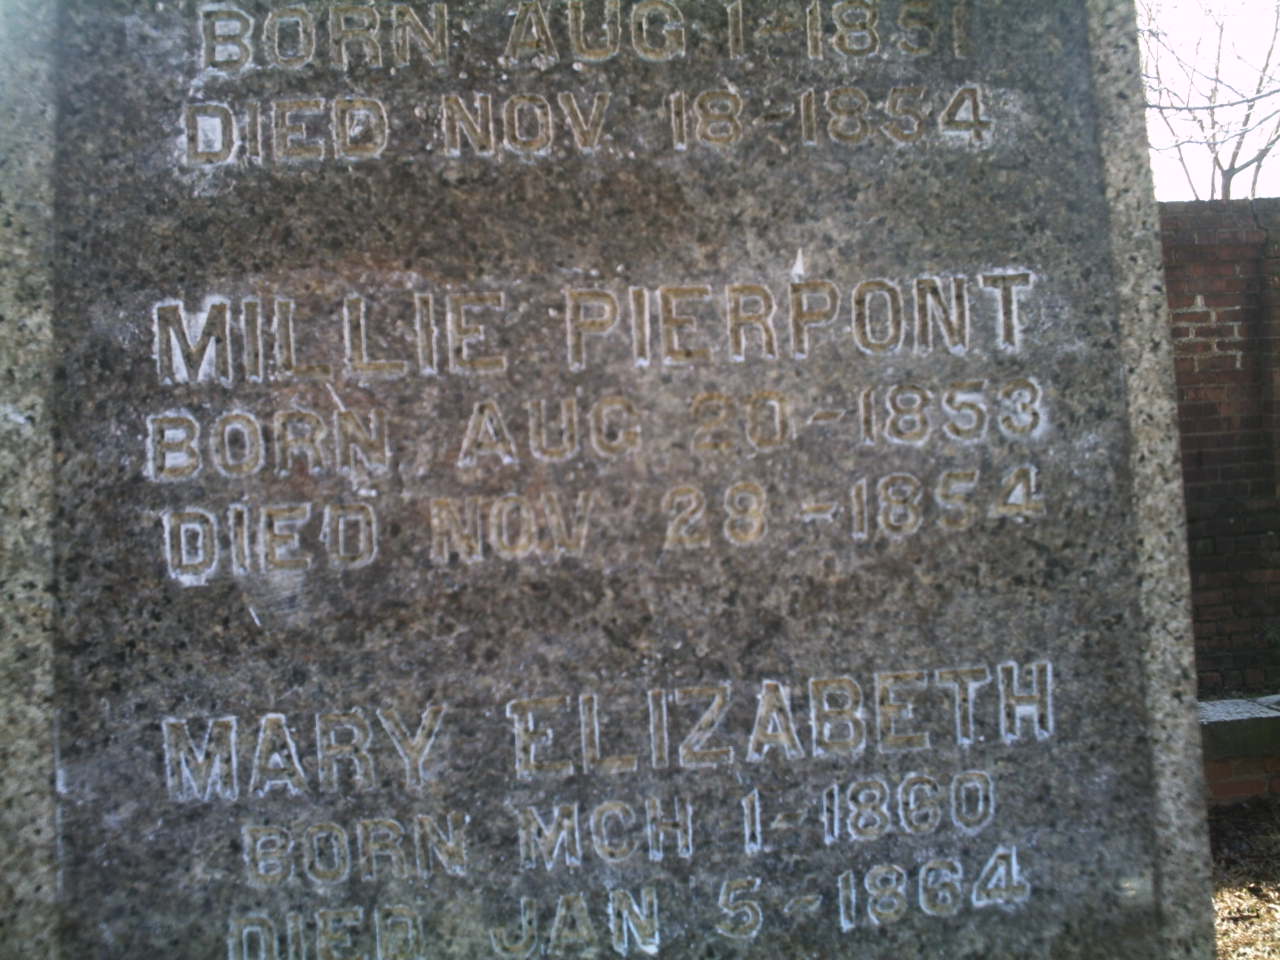 BORN AUG 1-1851
DIED NOV 18-1854
MILLIE PIERPONT
BORN AUG 20-1853
DIED NOV 28-1854
MARY ELIZABETH
BORN MCH 1-1860
DIED JAN 5-1864